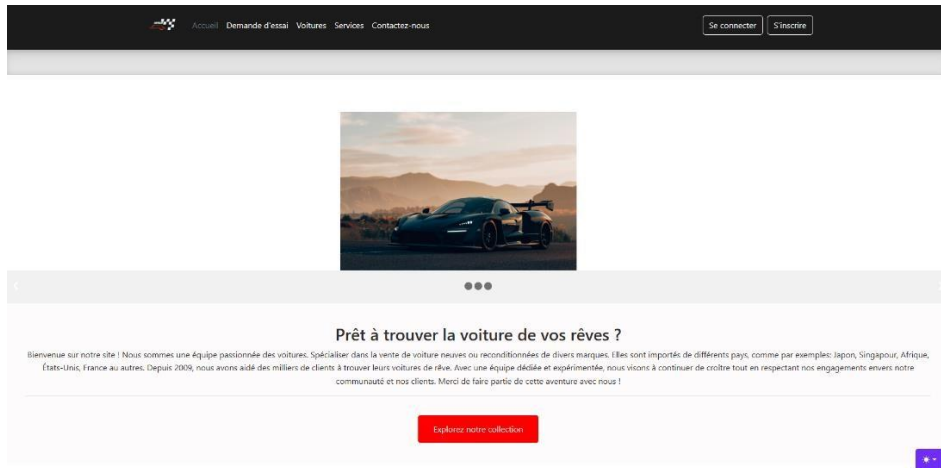 Accueil Demande d'essai Voitures Services Contactez-nous Se connecter S'inscrire
Prêt à trouver la voiture de vos rêves ?
Bienvenue sur notre site ! Nous sommes une équipe passionnée des voitures. Spécialiser dans la vente de voiture neuves ou reconditionnées de divers marques. Elles sont importés de différents pays, comme par exemples: Japon, Singapour, Afrique,
États-Unis, France au autres. Depuis 2009, nous avons aidé des milliers de clients à trouver leurs voitures de rêve. Avec une équipe dédiée et expérimentée, nous visons à continuer de croître tout en respectant nos engagements envers notre
communauté et nos clients. Merci de faire partie de cette aventure avec nous !
Explorez notre collection